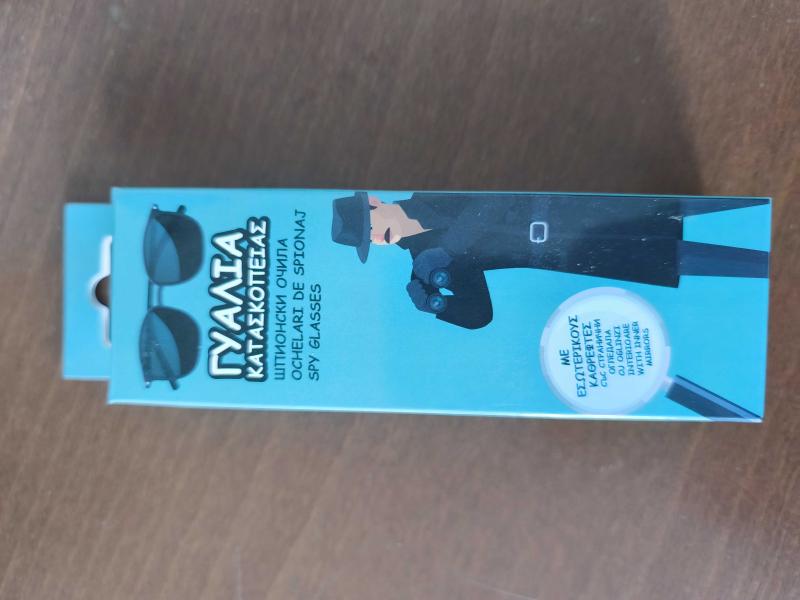 ΓΥΑΛΙΑ
ΚΑΤΑΣΚΟΠΕΙΑΣ
ШПИОНСКИ ОЧИЛА
OCHELARI DE SPIONAJ
SPY GLASSES
ΜΕ
ΕΣΩΤΕΡΙΚΟΥΣ
ΚΑΘΡΕΦΤΕΣ
СЪС СТРАНИЧНИ
ОГЛЕДАЛА
CU OGLINZI
INTERIOARE
WITH INNER
MIRRORS